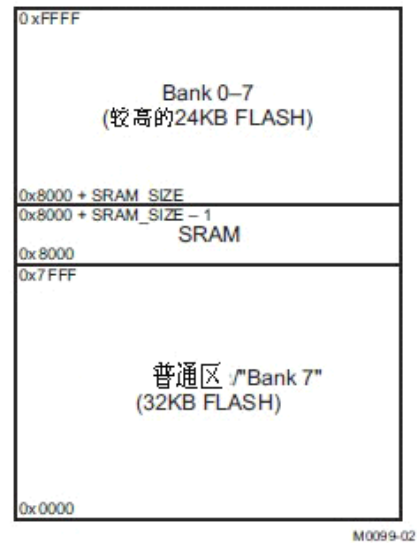 0xFFFF
Bank 0–7
(较高的24KB FLASH)
0x8000 + SRAM_SIZE
0x8000 + SRAM_SIZE – 1
SRAM
0x8000
0x7FFF
普通区 :/"Bank 7"
(32KB FLASH)
0x0000
M0099-02